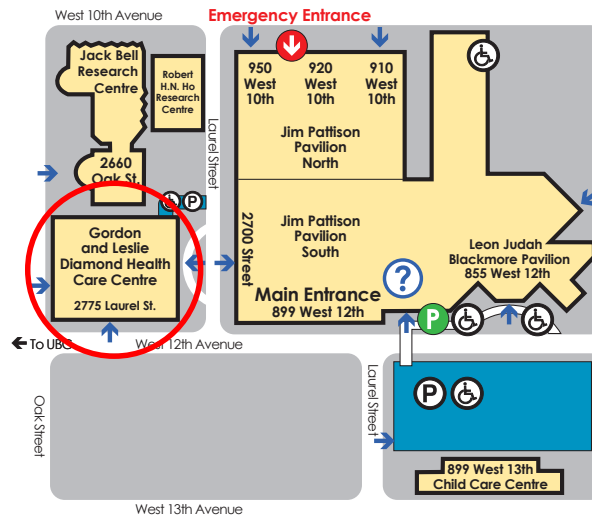 West 10th Avenue
Emergency Entrance
Jack Bell
Research
Centre
Robert
H.N. Ho
Research
Centre
950
West
10th
920
West
10th
910
West
10th
Laurel Street
Jim Pattison
Pavilion
North
2660
Oak St.
P
Gordon
and Leslie
Diamond Health
Care Centre
2775 Laurel St.
2700 Street
Jim Pattison
Pavilion
South
Leon Judah
Blackmore Pavilion
855 West 12th
?
Main Entrance
899 West 12th
P
To UBC
West 12th Avenue
Oak Street
Laurel Street
P
899 West 13th
Child Care Centre
West 13th Avenue